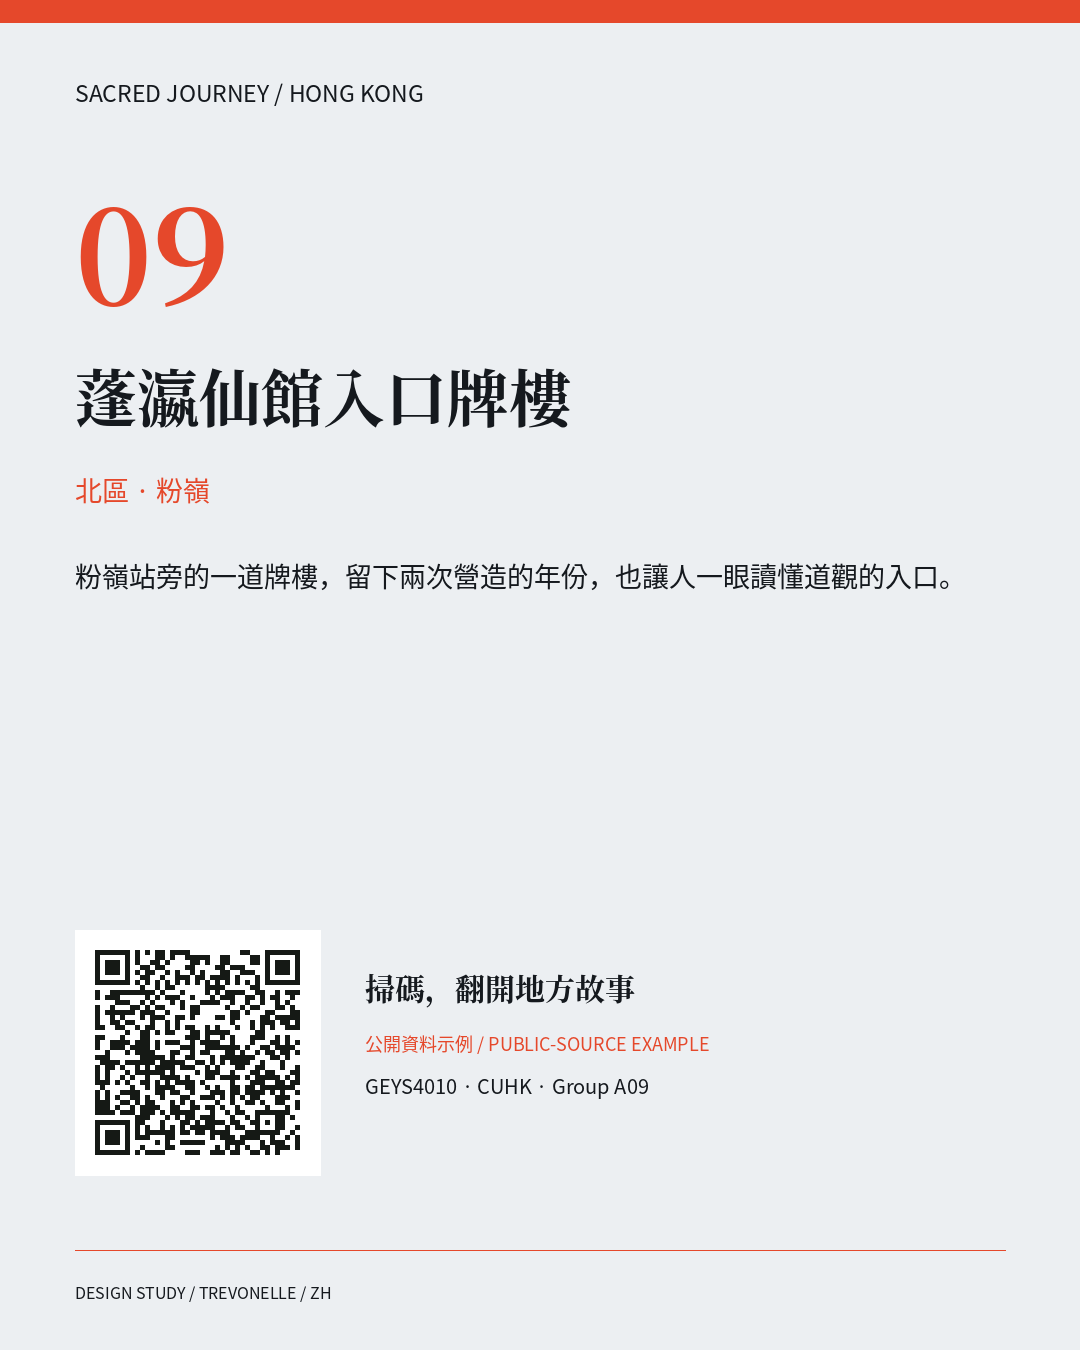 SACRED JOURNEY / HONG KONG
09
蓬瀛仙館入口牌樓
北區 · 粉嶺
粉嶺站旁的一道牌樓，留下兩次營造的年份，也讓人一眼讀懂道觀的入口。
掃碼，翻開地方故事
公開資料示例 / PUBLIC-SOURCE EXAMPLE
GEYS4010 · CUHK · Group A09
DESIGN STUDY / TREVONELLE / ZH